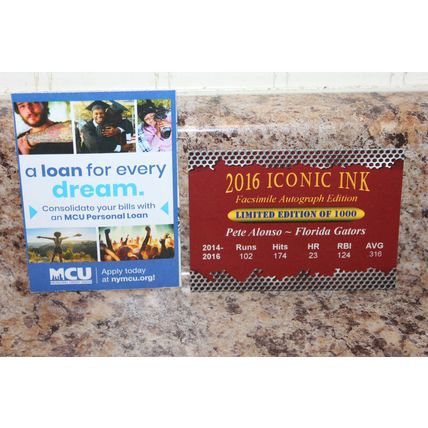 a loan for every
dream.
Consolidate your bills with
an MCU Personal Loan
MCU
Apply today
at nymcu.org!
2016 ICONIC INK
Facsimile Autograph Edition
LIMITED EDITION OF 1000
Pete Alonso ~ Florida Gators
2014- Runs Hits HR RBI AVG
2016 102 174 23 124 .316